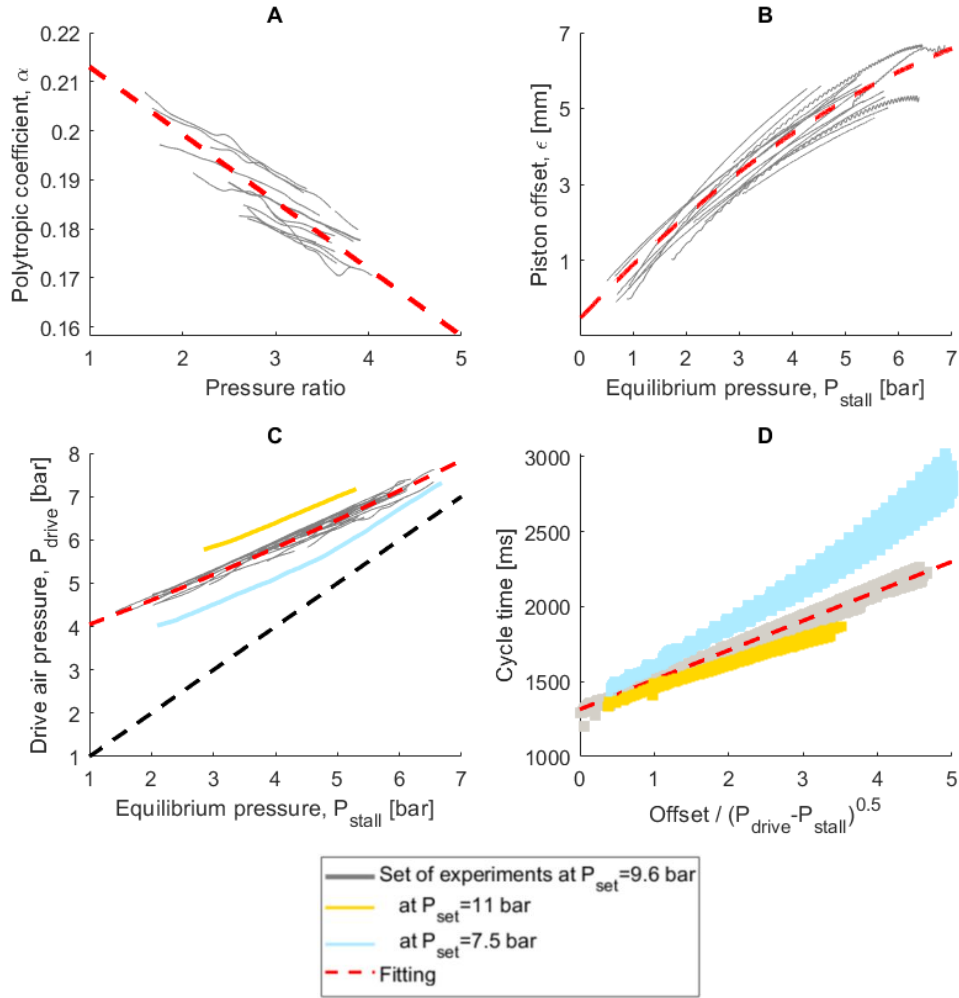 A
B
0.22
0.21
0.2
0.19
0.18
0.17
0.16
Polytropic coefficient, α
1 2 3 4 5
Pressure ratio
7
5
3
1
Piston offset, ϵ [mm]
0 1 2 3 4 5 6 7
Equilibrium pressure, P_stall [bar]
C
D
8
7
6
5
4
3
2
1
Drive air pressure, P_drive [bar]
1 2 3 4 5 6 7
Equilibrium pressure, P_stall [bar]
3000
2500
2000
1500
1000
Cycle time [ms]
0 1 2 3 4 5
Offset / (P_drive-P_stall)^0.5
Set of experiments at P_set=9.6 bar
at P_set=11 bar
at P_set=7.5 bar
Fitting